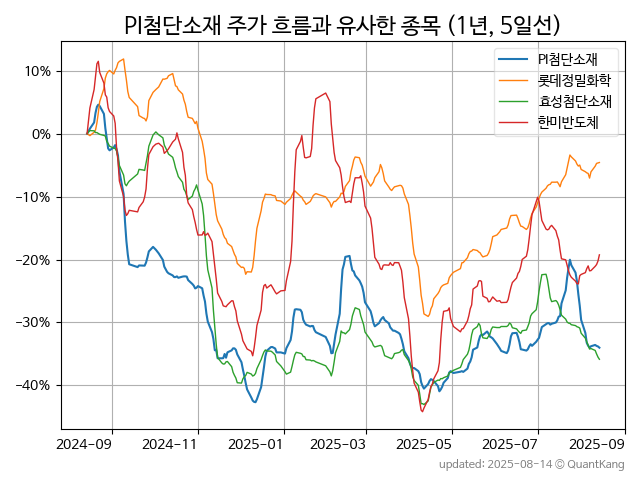 PI첨단소재 주가 흐름과 유사한 종목 (1년, 5일선)
PI첨단소재
롯데정밀화학
효성첨단소재
한미반도체
10%
0%
−10%
−20%
−30%
−40%
2024-09 2024-11 2025-01 2025-03 2025-05 2025-07 2025-09
updated: 2025-08-14 © QuantKang